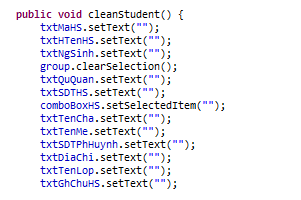 public void cleanStudent() {
txtMaHS.setText("");
txtHTenHS.setText("");
txtNgSinh.setText("");
group.clearSelection();
txtQuQuan.setText("");
txtSDTHS.setText("");
comboBoxHS.setSelectedItem("");
txtTenCha.setText("");
txtTenMe.setText("");
txtSDTPhHuynh.setText("");
txtDiaChi.setText("");
txtTenLop.setText("");
txtGhChuHS.setText("");